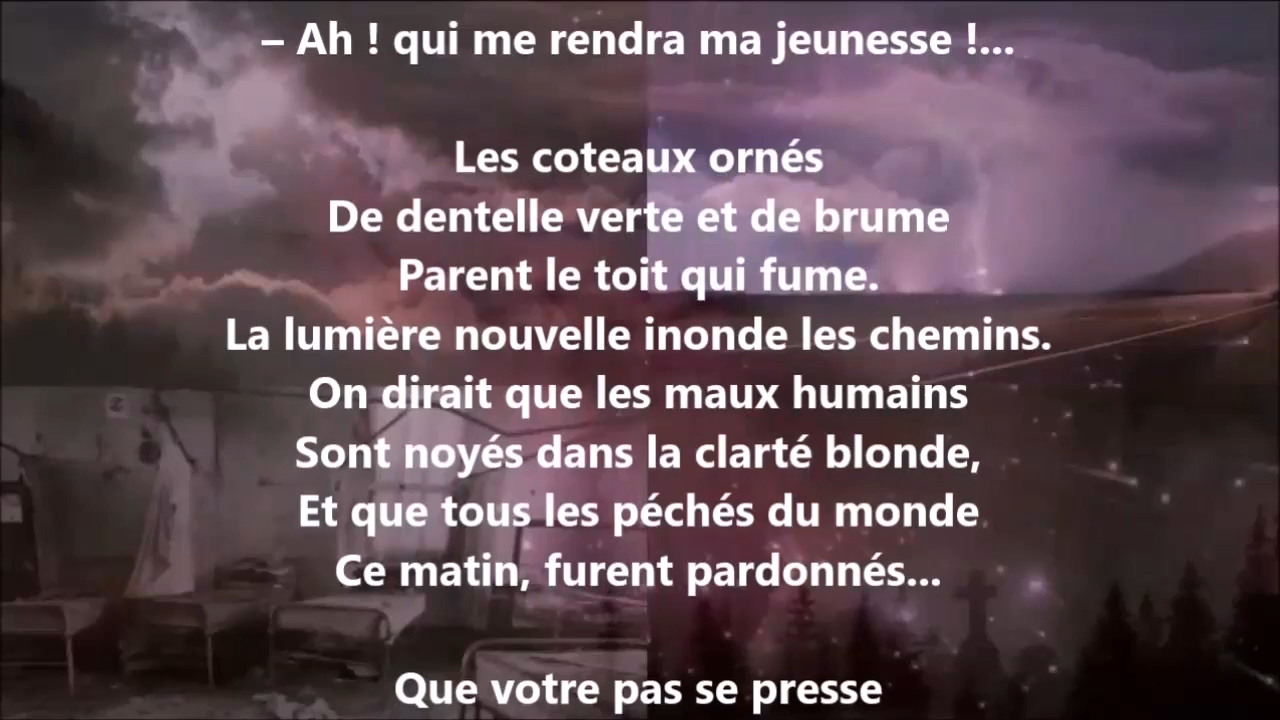 – Ah ! qui me rendra ma jeunesse !...
Les coteaux ornés
De dentelle verte et de brume
Parent le toit qui fume.
La lumière nouvelle inonde les chemins.
On dirait que les maux humains
Sont noyés dans la clarté blonde,
Et que tous les péchés du monde
Ce matin, furent pardonnés...
Que votre pas se presse